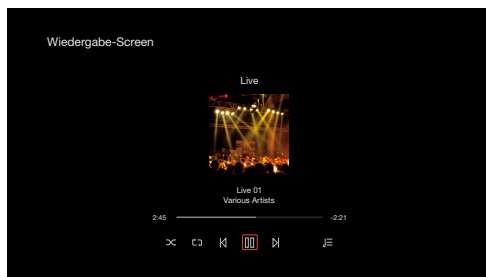 Wiedergabe-Screen
Live
Live 01
Various Artists
2:45
-2:21